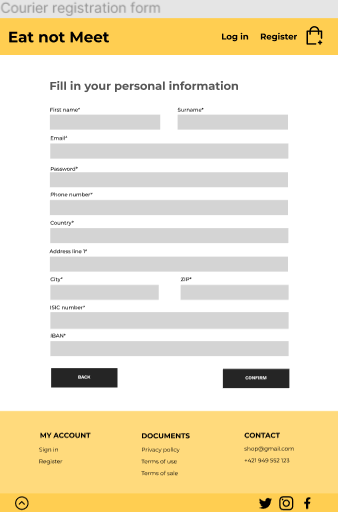 Courier registration form
Eat not Meet
Log in Register
Fill in your personal information
First name* Surname*
Email*
Password*
Phone number*
Country*
Address line 1*
City* ZIP*
ISIC number*
IBAN*
BACK CONFIRM
MY ACCOUNT DOCUMENTS CONTACT
Sign in Privacy policy shop@gmail.com
Register Terms of use +421 949 552 123
Terms of sale